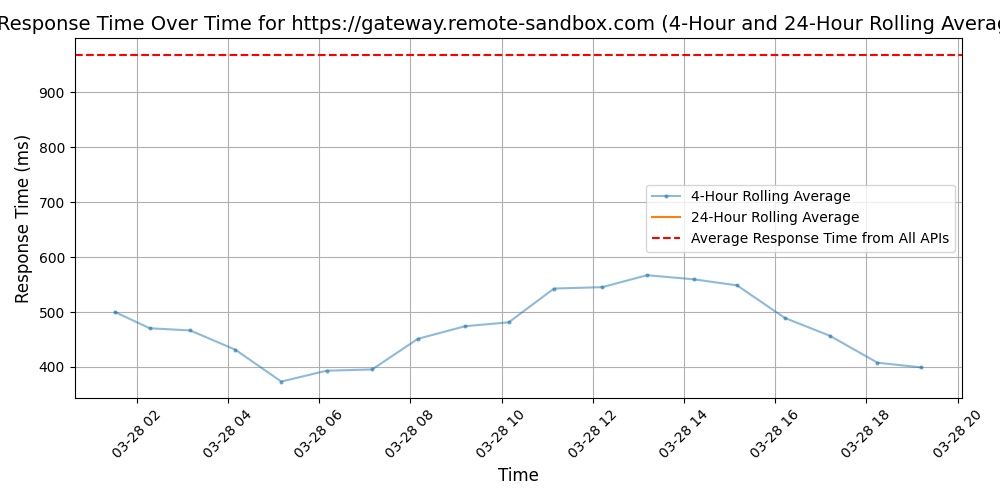 Response Time Over Time for https://gateway.remote-sandbox.com (4-Hour and 24-Hour Rolling
900
800
700
600
500
400
Response Time (ms)
4-Hour Rolling Average
24-Hour Rolling Average
Average Response Time from All APIs
03-28 02
03-28 04
03-28 06
03-28 08
03-28 10
03-28 12
03-28 14
03-28 16
03-28 18
03-28 20
Time